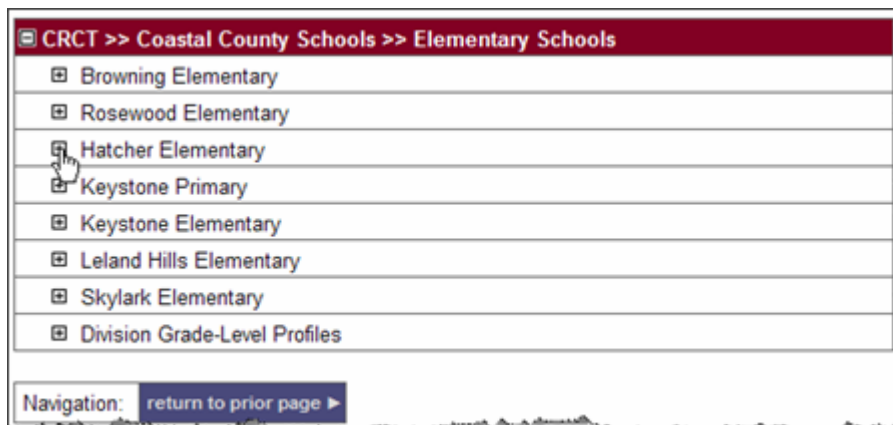 CRCT >> Coastal County Schools >> Elementary Schools
Browning Elementary
Rosewood Elementary
Hatcher Elementary
Keystone Primary
Keystone Elementary
Leland Hills Elementary
Skylark Elementary
Division Grade-Level Profiles
Navigation: return to prior page